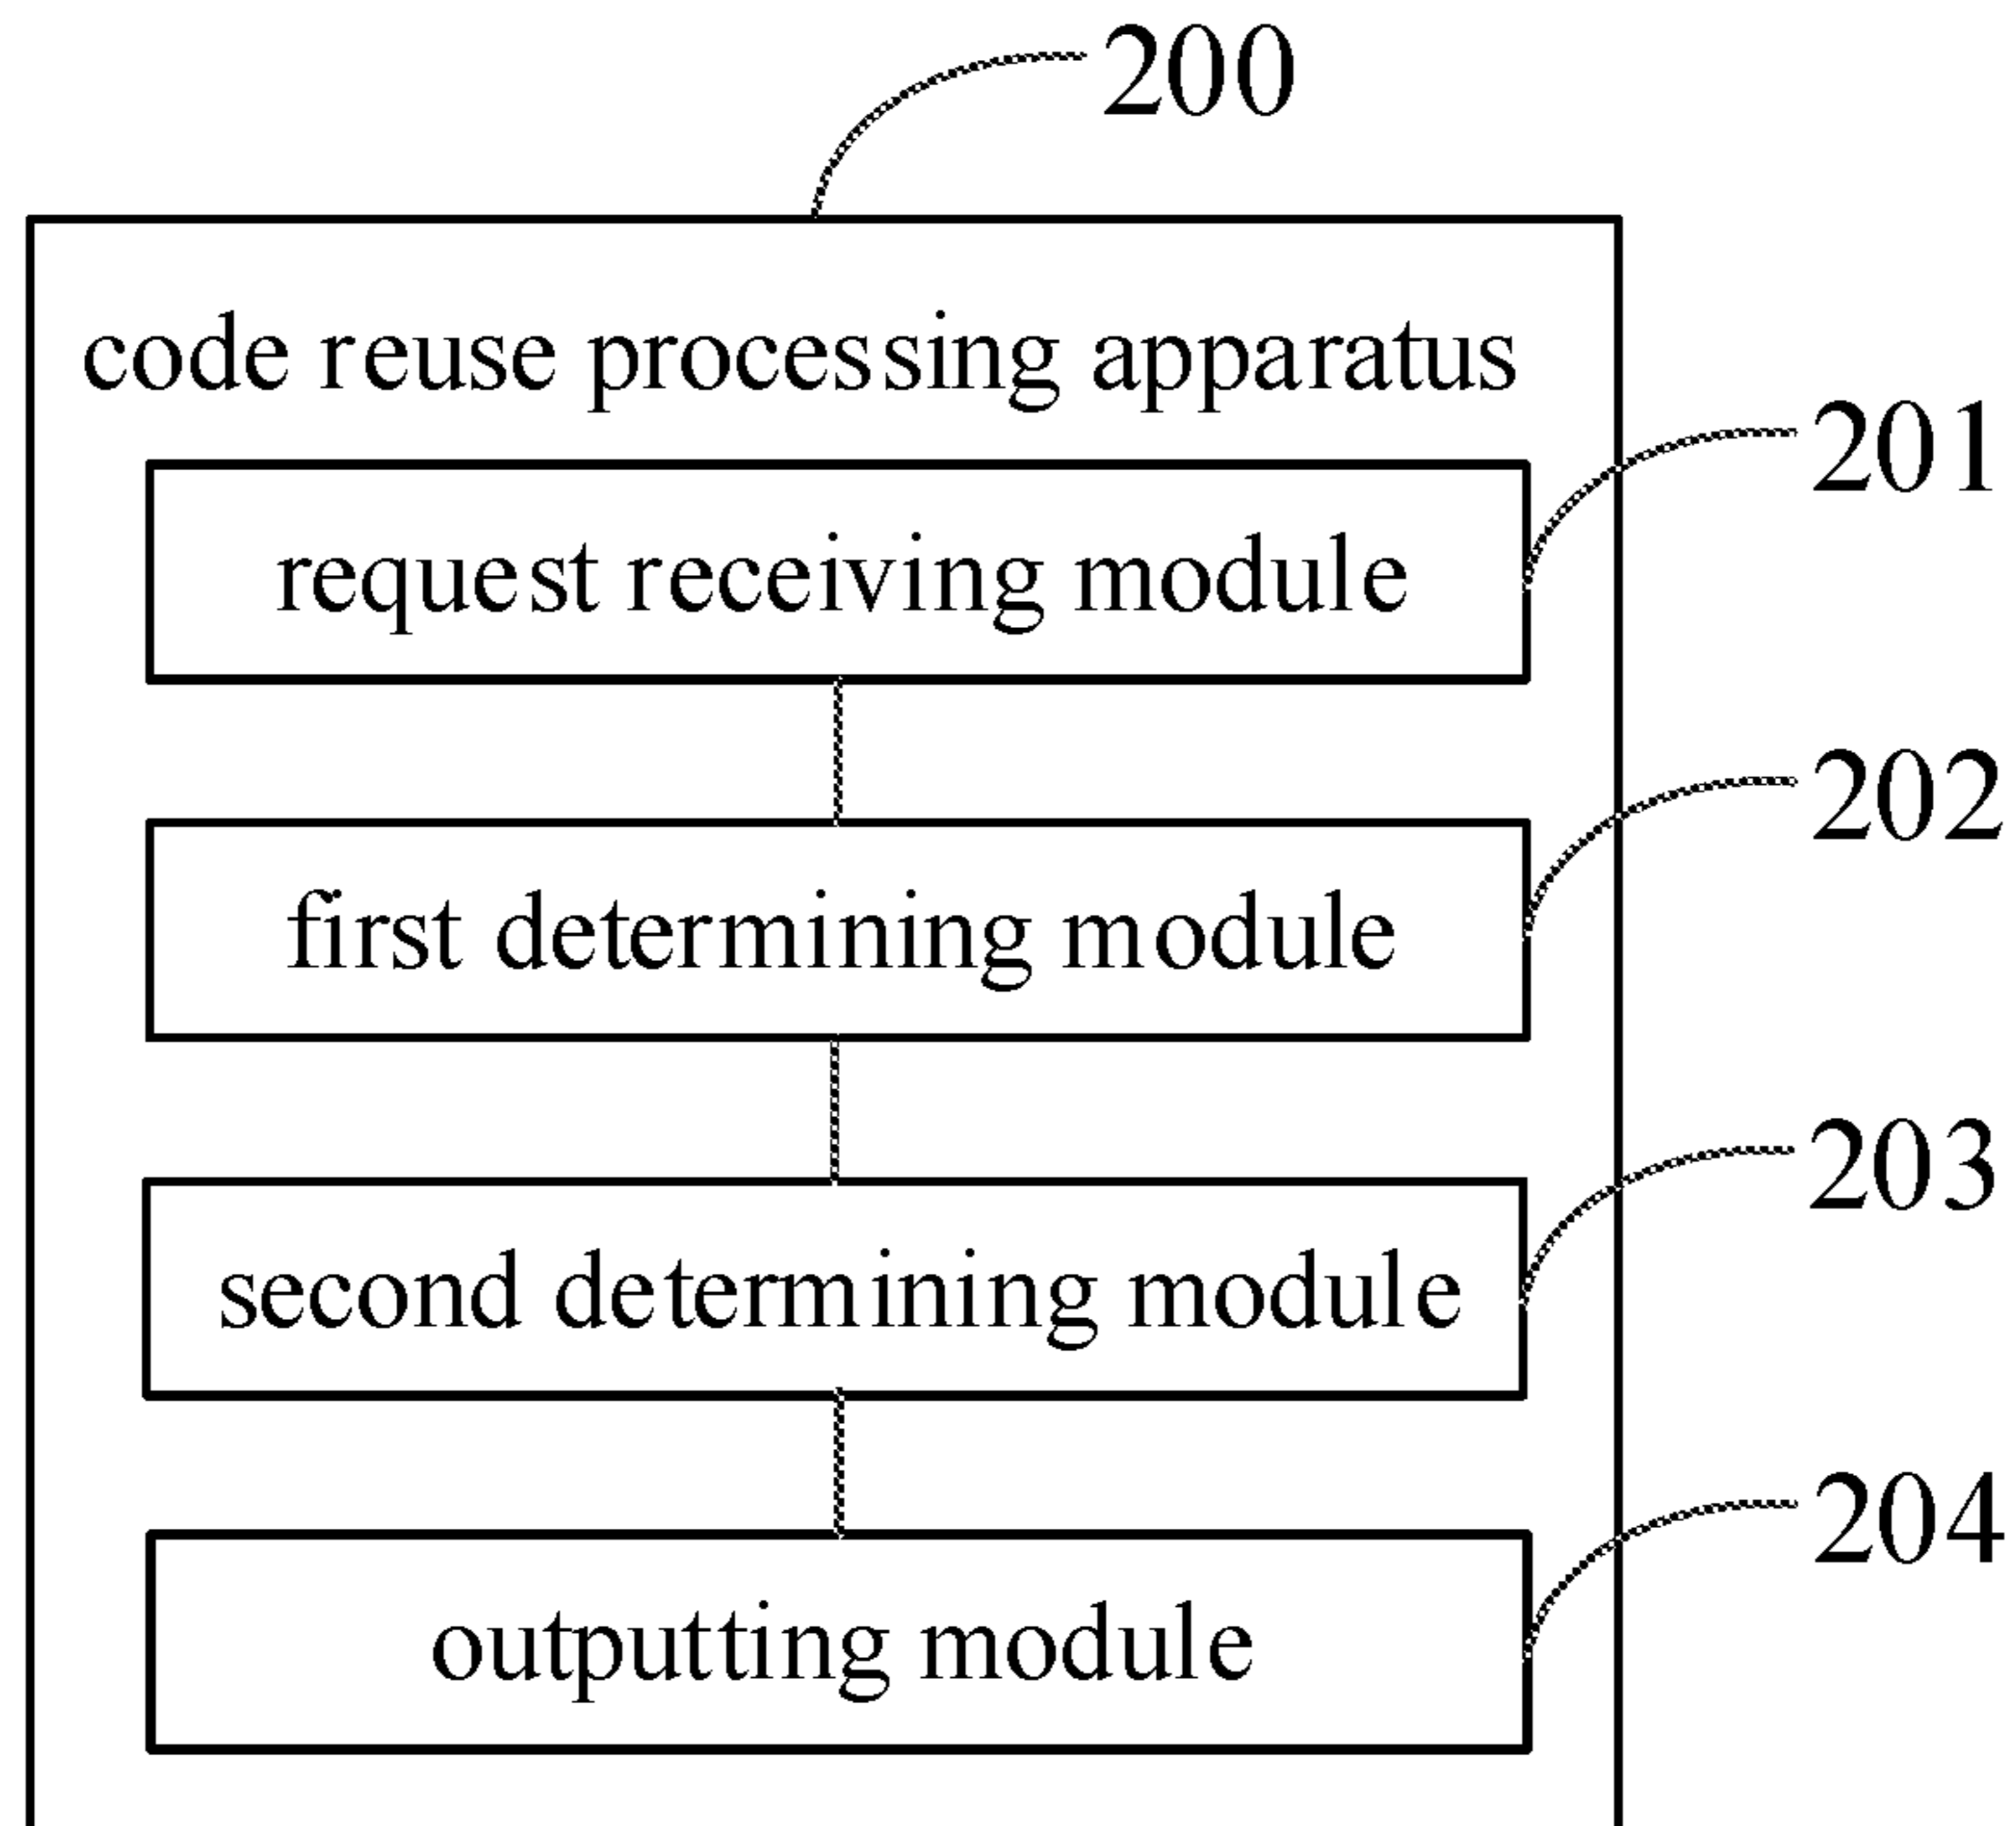 200
code reuse processing apparatus
201
request receiving module
202
first determining module
203
second determining module
204
outputting module